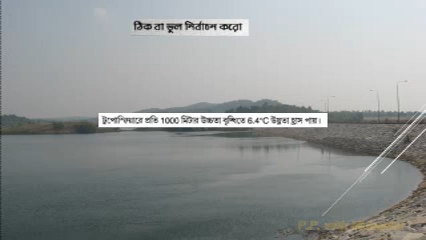 ঠিক বা ভুল নির্বাচন করো
ট্রপোস্ফিয়ারে প্রতি 1000 মিটার উচ্চতা বৃদ্ধিতে 6.4°C উষ্ণতা হ্রাস পায়।